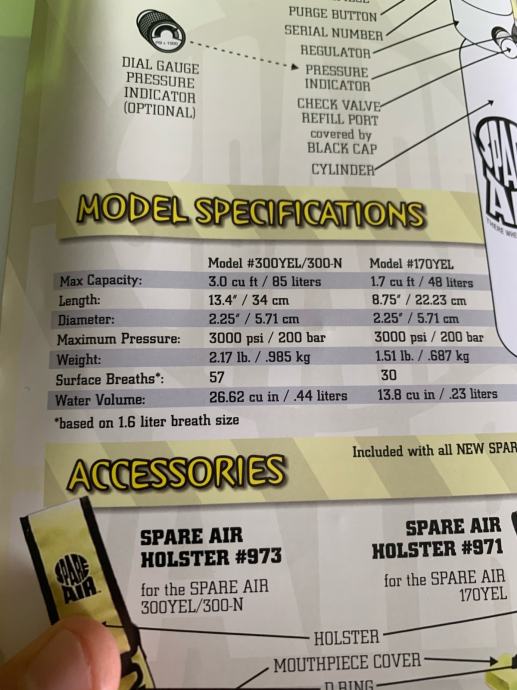 PURGE BUTTON
SERIAL NUMBER
REGULATOR
PRESSURE
INDICATOR
CHECK VALVE
REFILL PORT
covered by
BLACK CAP
CYLINDER
DIAL GAUGE
PRESSURE
INDICATOR
(OPTIONAL)
MODEL SPECIFICATIONS
Model #300YEL/300-N Model #170YEL
Max Capacity: 3.0 cu ft / 85 liters 1.7 cu ft / 48 liters
Length: 13.4" / 34 cm 8.75" / 22.23 cm
Diameter: 2.25" / 5.71 cm 2.25" / 5.71 cm
Maximum Pressure: 3000 psi / 200 bar 3000 psi / 200 bar
Weight: 2.17 lb. / .985 kg 1.51 lb. / .687 kg
Surface Breaths*: 57 30
Water Volume: 26.62 cu in / .44 liters 13.8 cu in / .23 liters
*based on 1.6 liter breath size
Included with all NEW SPAR
ACCESSORIES
SPARE AIR
HOLSTER #973
for the SPARE AIR
300YEL/300-N
SPARE AIR
HOLSTER #971
for the SPARE AIR
170YEL
SPARE
AIR
HOLSTER
MOUTHPIECE COVER
D RING